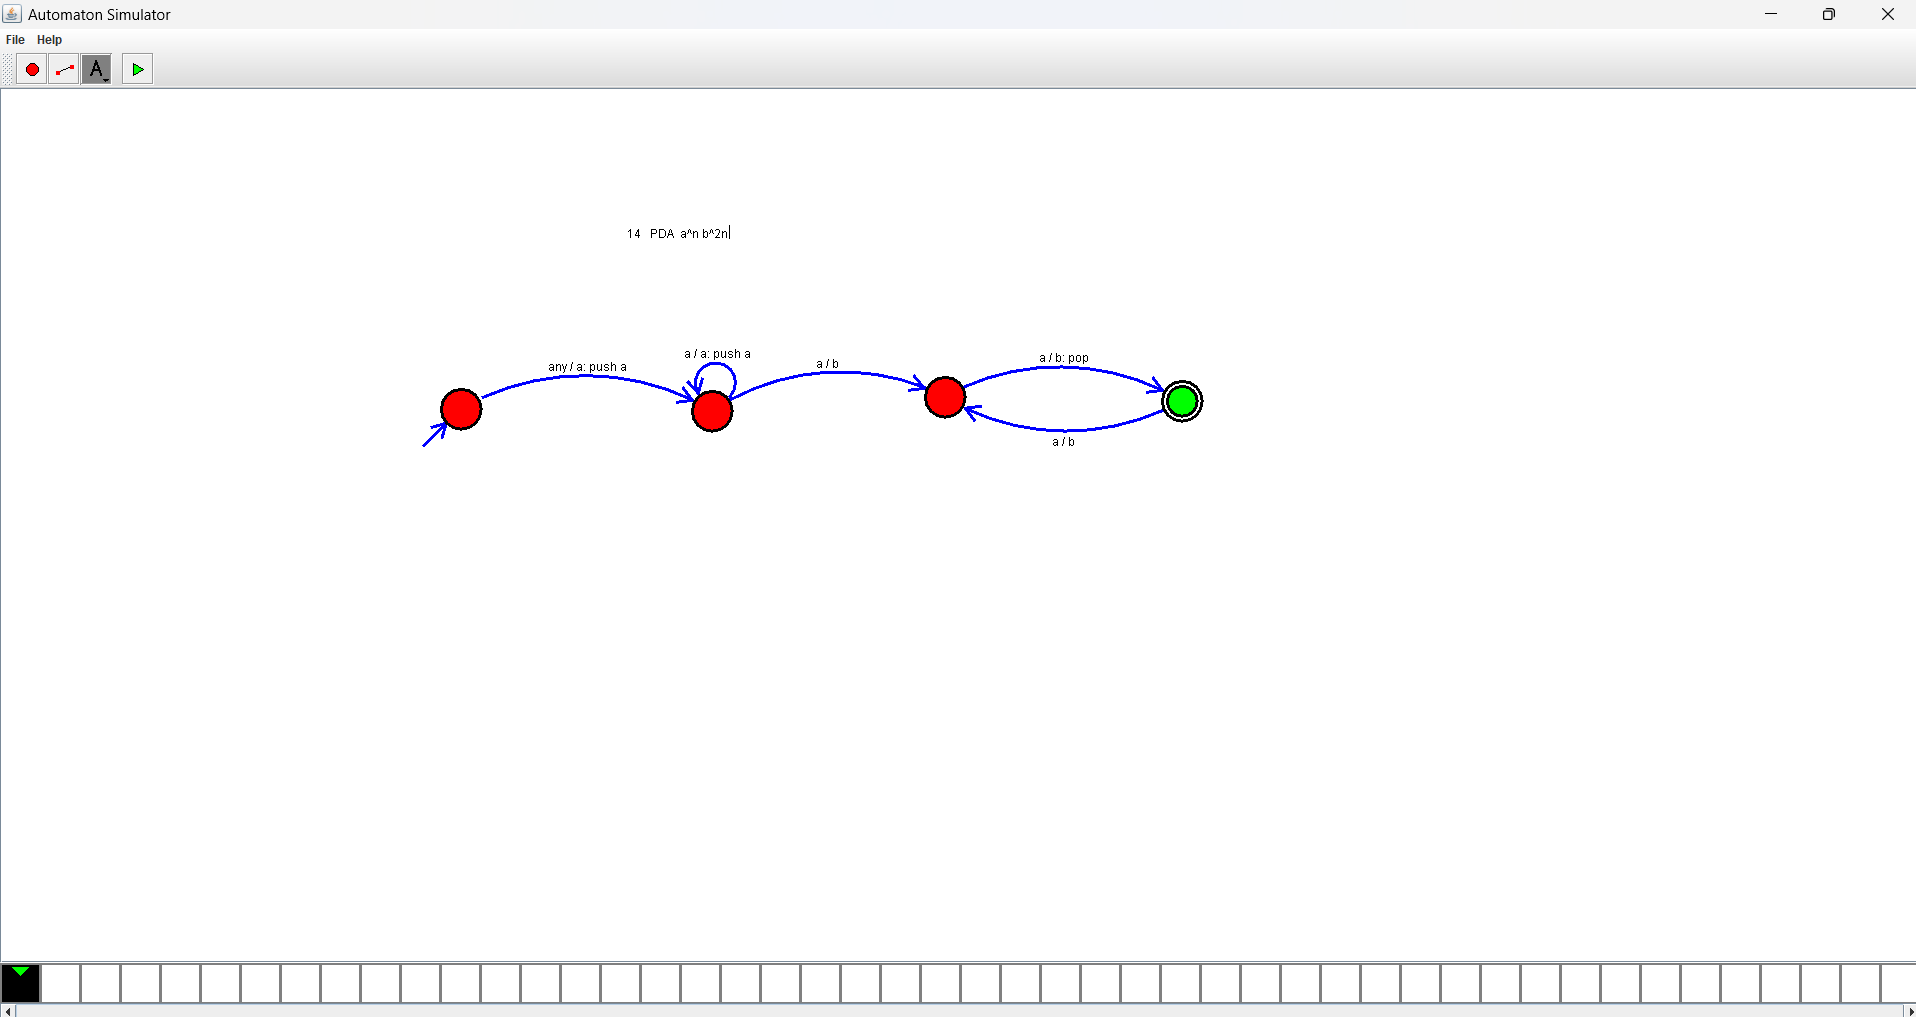 Automaton Simulator
File Help
A
14 PDA a^n b^2n
any / a: push a
a / a: push a
a / b
a / b: pop
a / b